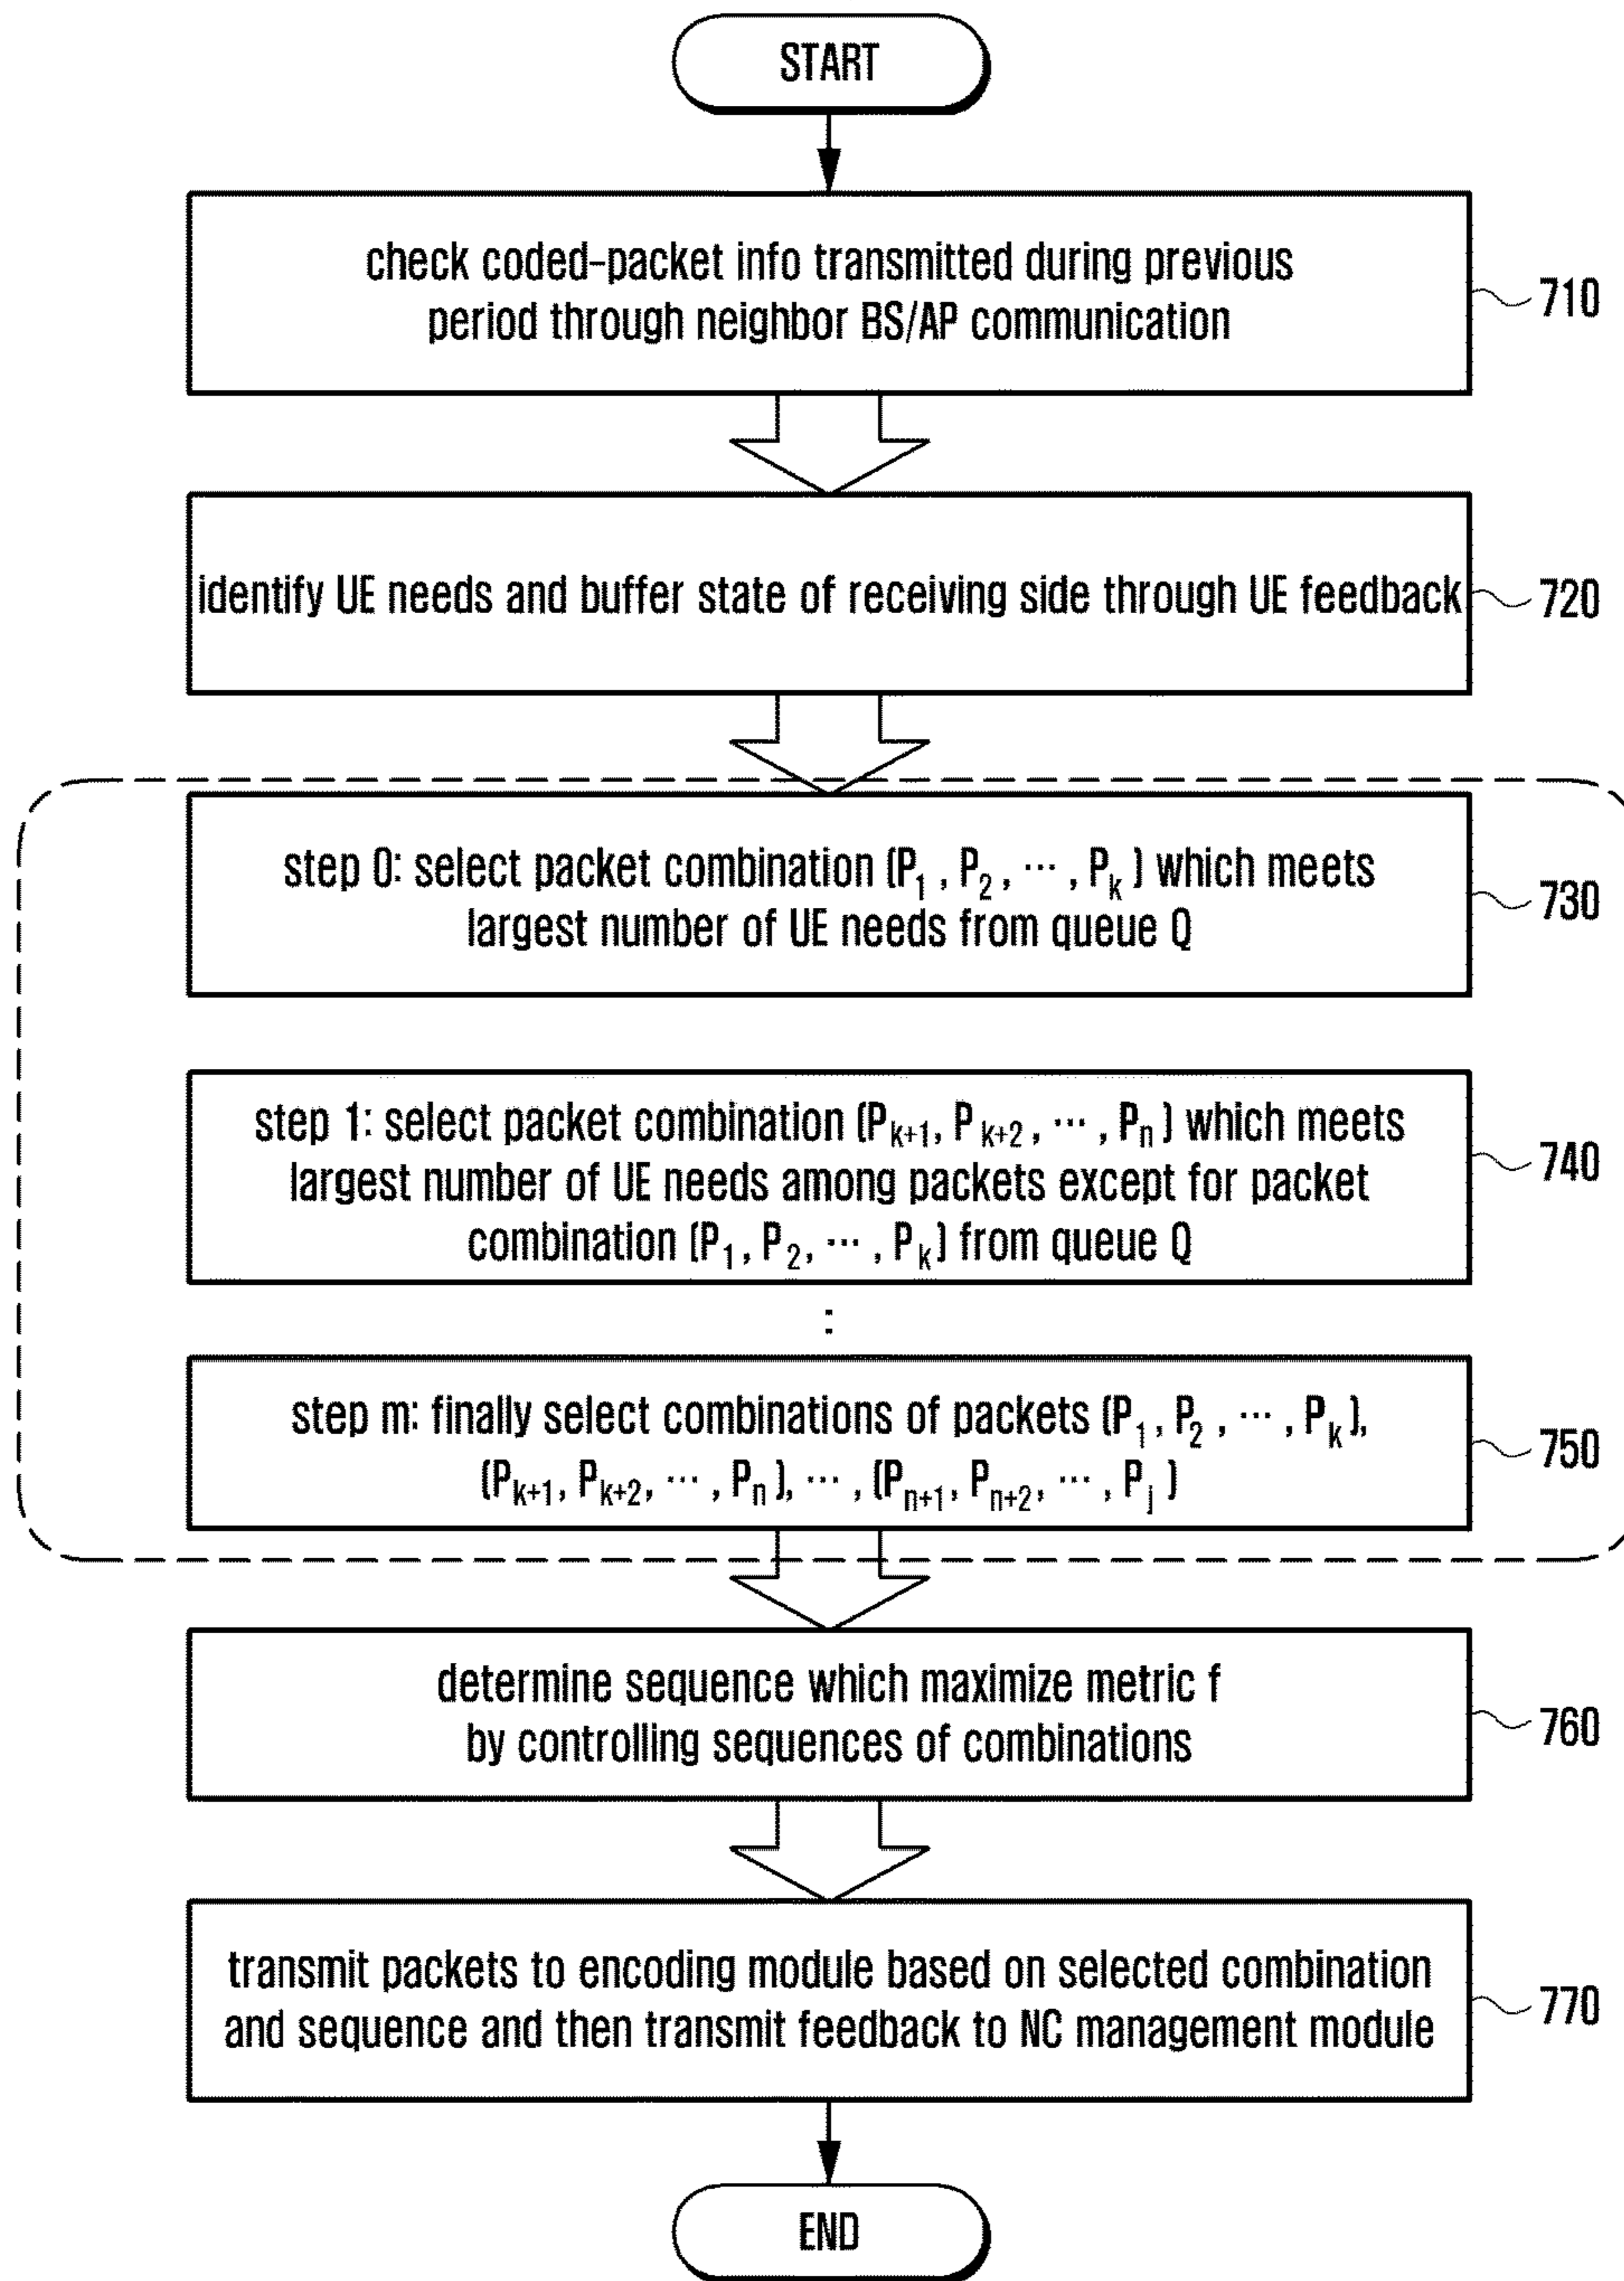 START
check coded-packet info transmitted during previous
period through neighbor BS/AP communication
710
identify UE needs and buffer state of receiving side through UE feedback
720
step 0: select packet combination (P1, P2, ⋯, Pk) which meets
largest number of UE needs from queue Q
730
step 1: select packet combination (Pk+1, Pk+2, ⋯, Pn) which meets
largest number of UE needs among packets except for packet
combination (P1, P2, ⋯, Pk) from queue Q
740
:
step m: finally select combinations of packets (P1, P2, ⋯, Pk),
(Pk+1, Pk+2, ⋯, Pn), ⋯, (Pn+1, Pn+2, ⋯, Pj)
750
determine sequence which maximize metric f
by controlling sequences of combinations
760
transmit packets to encoding module based on selected combination
and sequence and then transmit feedback to NC management module
770
END